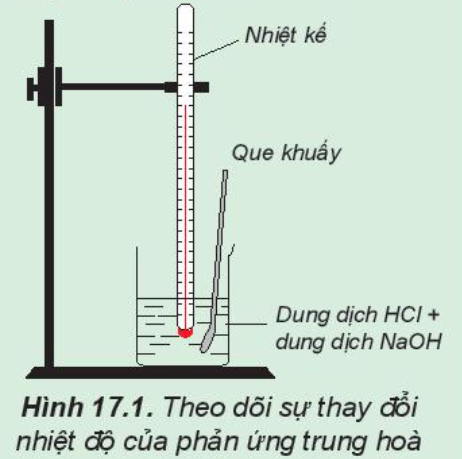 Nhiệt kế
Que khuấy
Dung dịch HCl +
dung dịch NaOH
Hình 17.1. Theo dõi sự thay đổi
nhiệt độ của phản ứng trung hoà